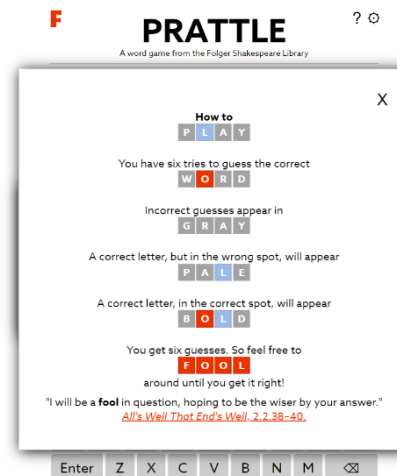 F
? ⚙
PRATTLE
A word game from the Folger Shakespeare Library
X
How to
PLAY
You have six tries to guess the correct
WORD
Incorrect guesses appear in
GRAY
A correct letter, but in the wrong spot, will appear
PALE
A correct letter, in the correct spot, will appear
BOLD
You get six guesses. So feel free to
FOOL
around until you get it right!
"I will be a fool in question, hoping to be the wiser by your answer."
All's Well That Ends Well, 2.2.38–40.
Enter Z X C V B N M ⌫